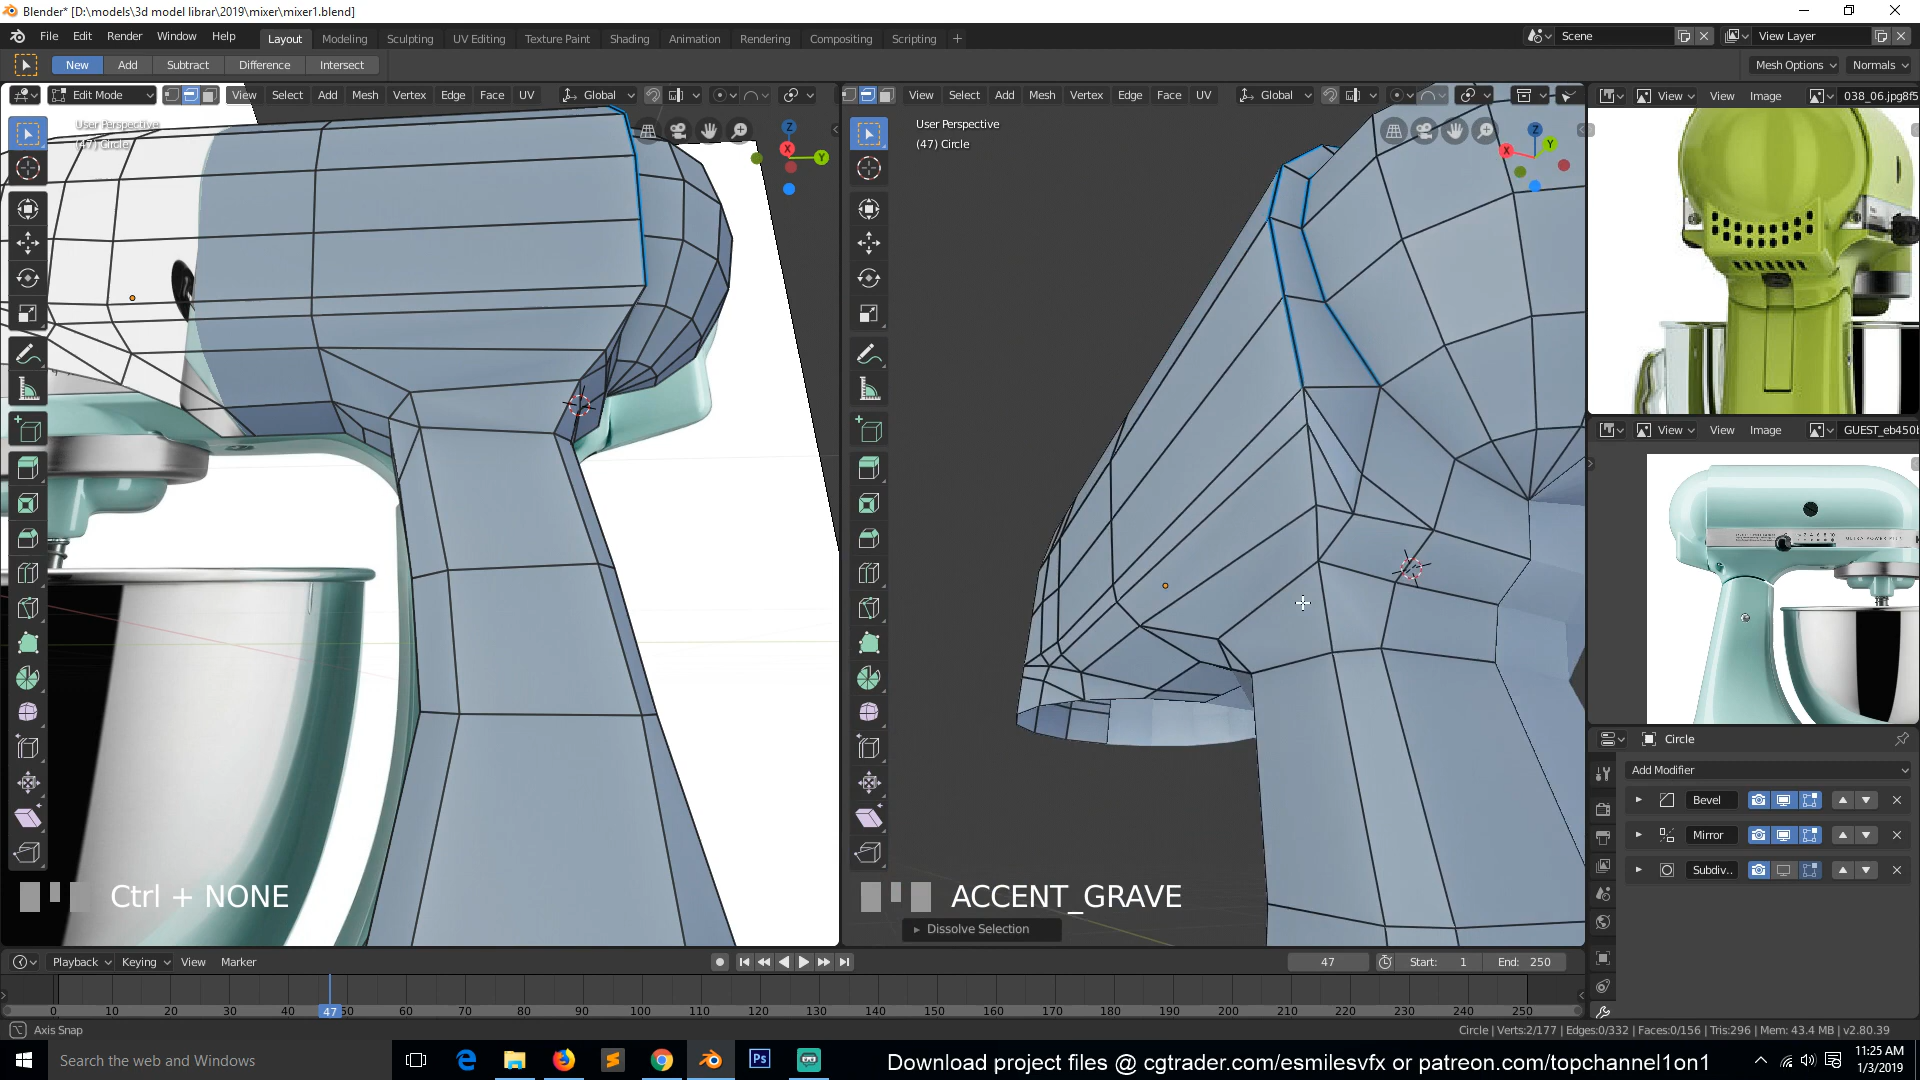 Blender* [D:\models\3d model librar\2019\mixer\mixer1.blend]
File Edit Render Window Help Layout Modeling Sculpting UV Editing Texture Paint Shading Animation Rendering Compositing Scripting + Scene View Layer
New Add Subtract Difference Intersect Mesh Options Normals
Edit Mode View Select Add Mesh Vertex Edge Face UV Global
View Select Add Mesh Vertex Edge Face UV Global
View View Image 038_06.jpg8f5
User Perspective
(47) Circle
User Perspective
(47) Circle
Z X Y
Z X Y
View View Image GUEST_eb450b
Circle
Add Modifier
Bevel
Mirror
Subdiv..
Ctrl + NONE
ACCENT_GRAVE
Dissolve Selection
Playback Keying View Marker 47 Start: 1 End: 250
0 10 20 30 40 47 50 60 70 80 90 100 110 120 130 140 150 160 170 180 190 200 210 220 230 240 250
Axis Snap
Circle | Verts:2/177 | Edges:0/332 | Faces:0/156 | Tris:296 | Mem: 43.4 MB | v2.80.39
Search the web and Windows
Ps
Download project files @ cgtrader.com/esmilesvfx or patreon.com/topchannel1on1
11:25 AM
1/3/2019